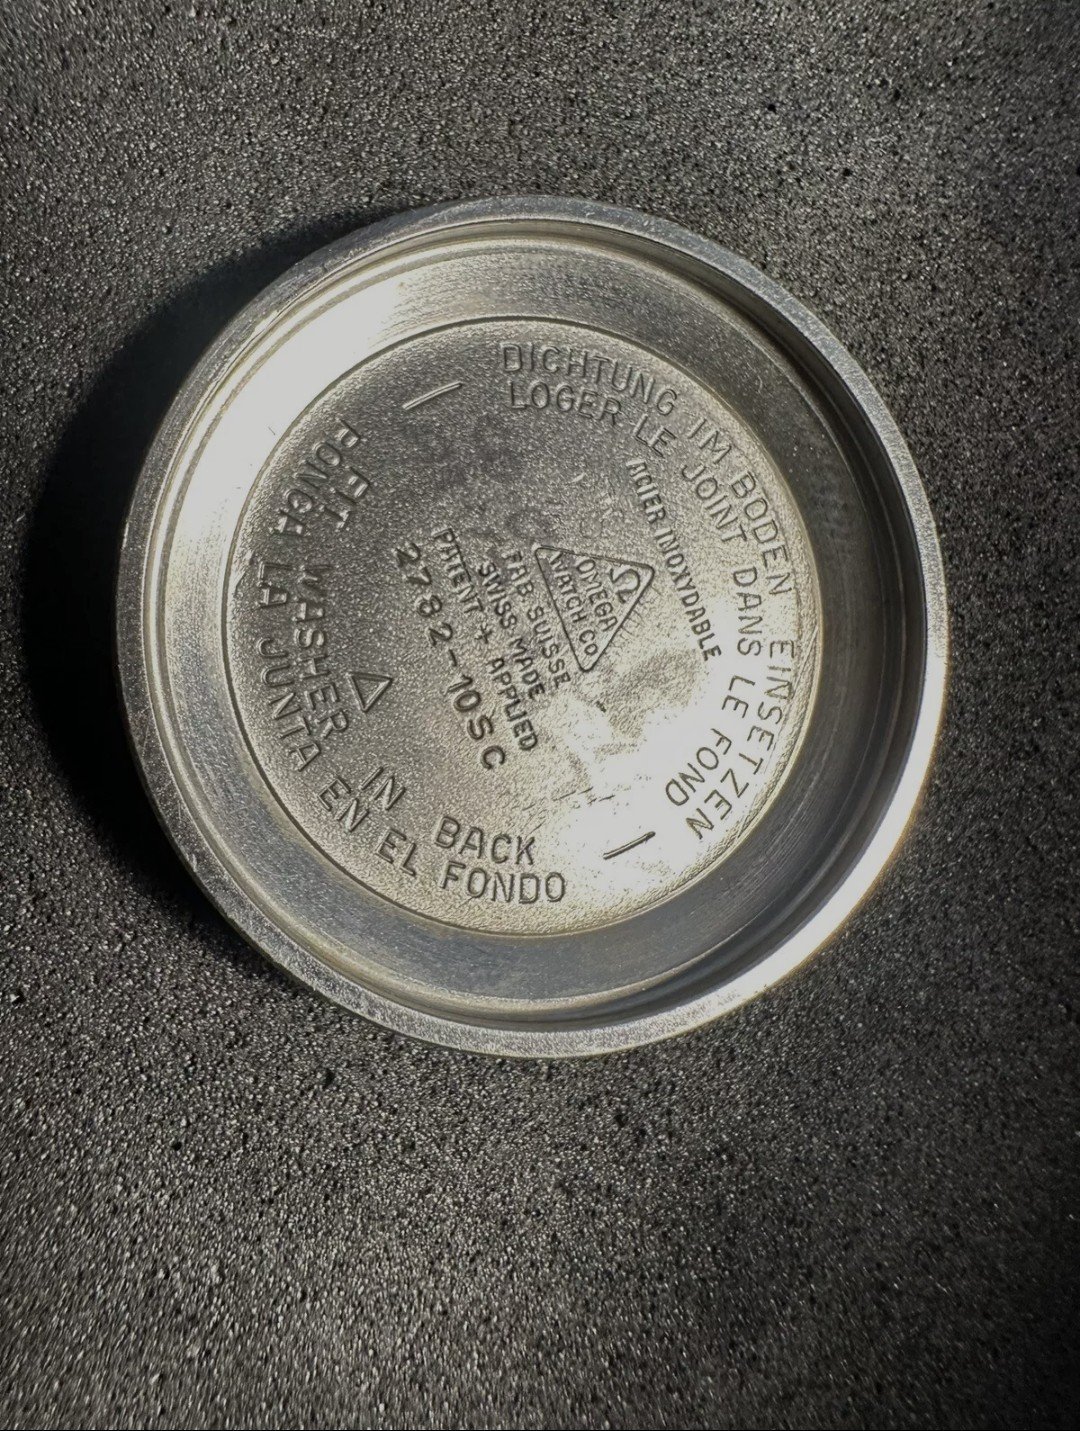 DICHTUNG IM BODEN EINSETZEN
LOGER LE JOINT DANS LE FOND
ACIER INOXYDABLE
Ω
OMEGA
WATCH CO
FAB. SUISSE
SWISS MADE
PATENT + APPLIED
2782-10SC
FIT WASHER IN BACK
PONGA LA JUNTA EN EL FONDO